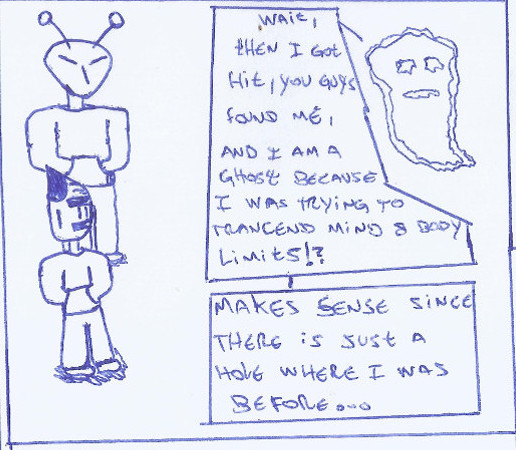 WAIT,
THEN I GOT
HIT, YOU GUYS
FOUND ME,
AND I AM A
GHOST BECAUSE
I WAS TRYING TO
TRANCEND MIND & BODY
LIMITS!?
MAKES SENSE SINCE
THERE IS JUST A
HOLE WHERE I WAS
BEFORE...